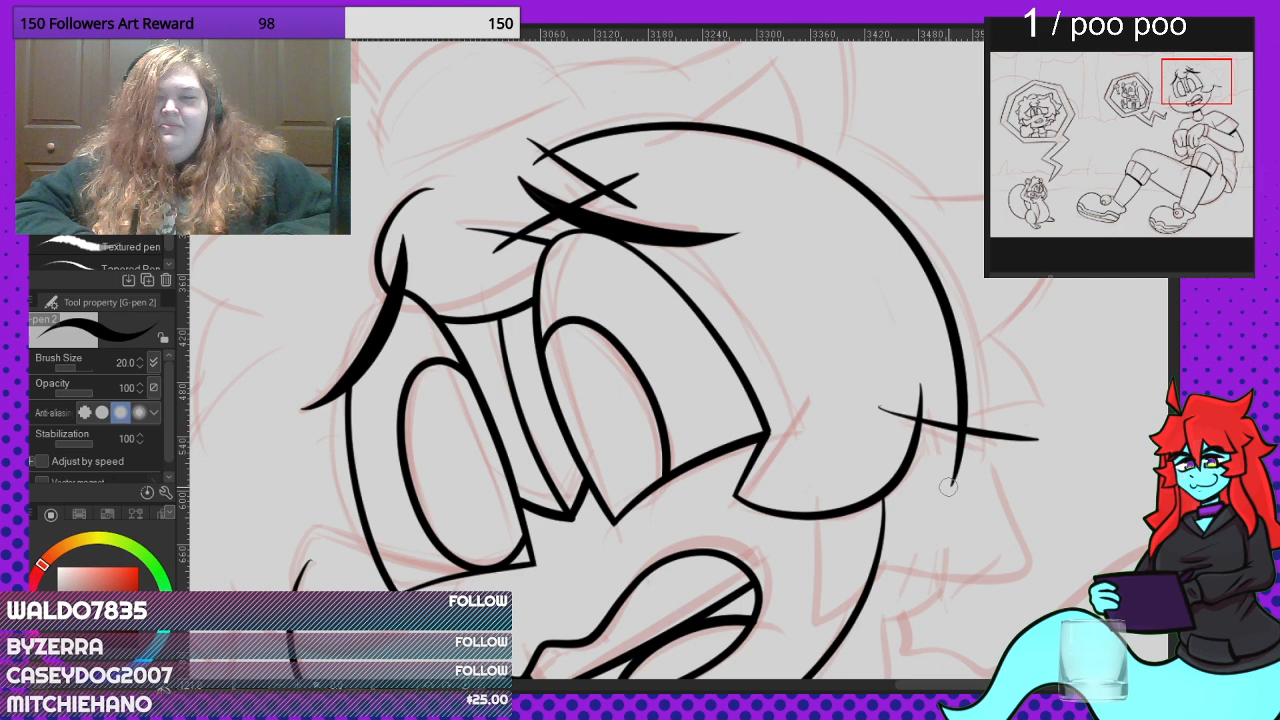 150 Followers Art Reward 98 150
1 / poo poo
3060 3120 3180 3240 3300 3360 3420 3480
Textured pen
Tapered Pen
Tool property [G-pen 2]
Brush Size 20.0
Opacity 100
Stabilization 100
Adjust by speed
WALDO7835 FOLLOW
BYZERRA FOLLOW
CASEYDOG2007 FOLLOW
MITCHIEHANO $25.00